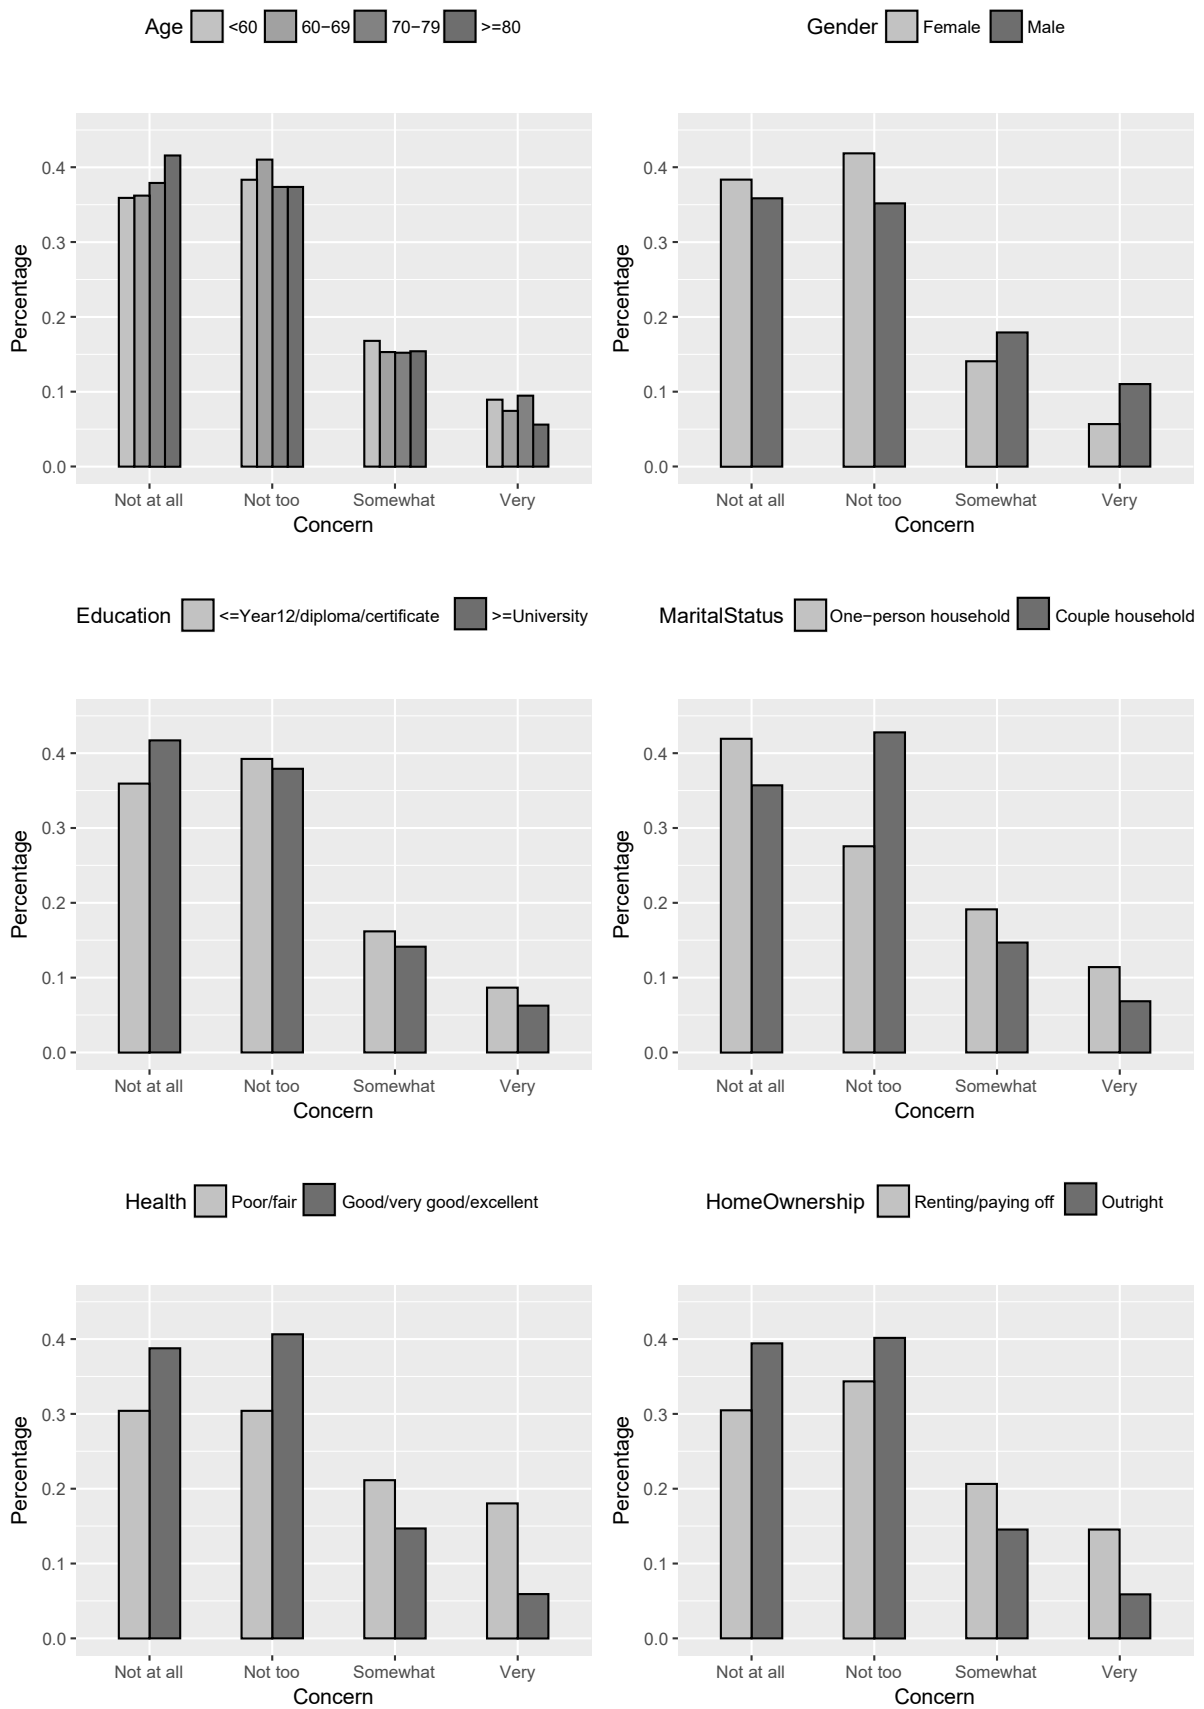 Age <60 60−69 70−79 >=80
Gender Female Male
Percentage
0.4
0.3
0.2
0.1
0.0
Not at all Not too Somewhat Very
Concern
Percentage
0.4
0.3
0.2
0.1
0.0
Not at all Not too Somewhat Very
Concern
Education <=Year12/diploma/certificate >=University
MaritalStatus One−person household Couple household
Percentage
0.4
0.3
0.2
0.1
0.0
Not at all Not too Somewhat Very
Concern
Percentage
0.4
0.3
0.2
0.1
0.0
Not at all Not too Somewhat Very
Concern
Health Poor/fair Good/very good/excellent
HomeOwnership Renting/paying off Outright
Percentage
0.4
0.3
0.2
0.1
0.0
Not at all Not too Somewhat Very
Concern
Percentage
0.4
0.3
0.2
0.1
0.0
Not at all Not too Somewhat Very
Concern